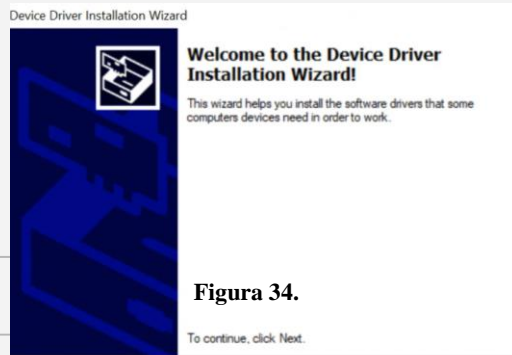 Device Driver Installation Wizard
Welcome to the Device Driver
Installation Wizard!
This wizard helps you install the software drivers that some
computers devices need in order to work.
Figura 34.
To continue, click Next.